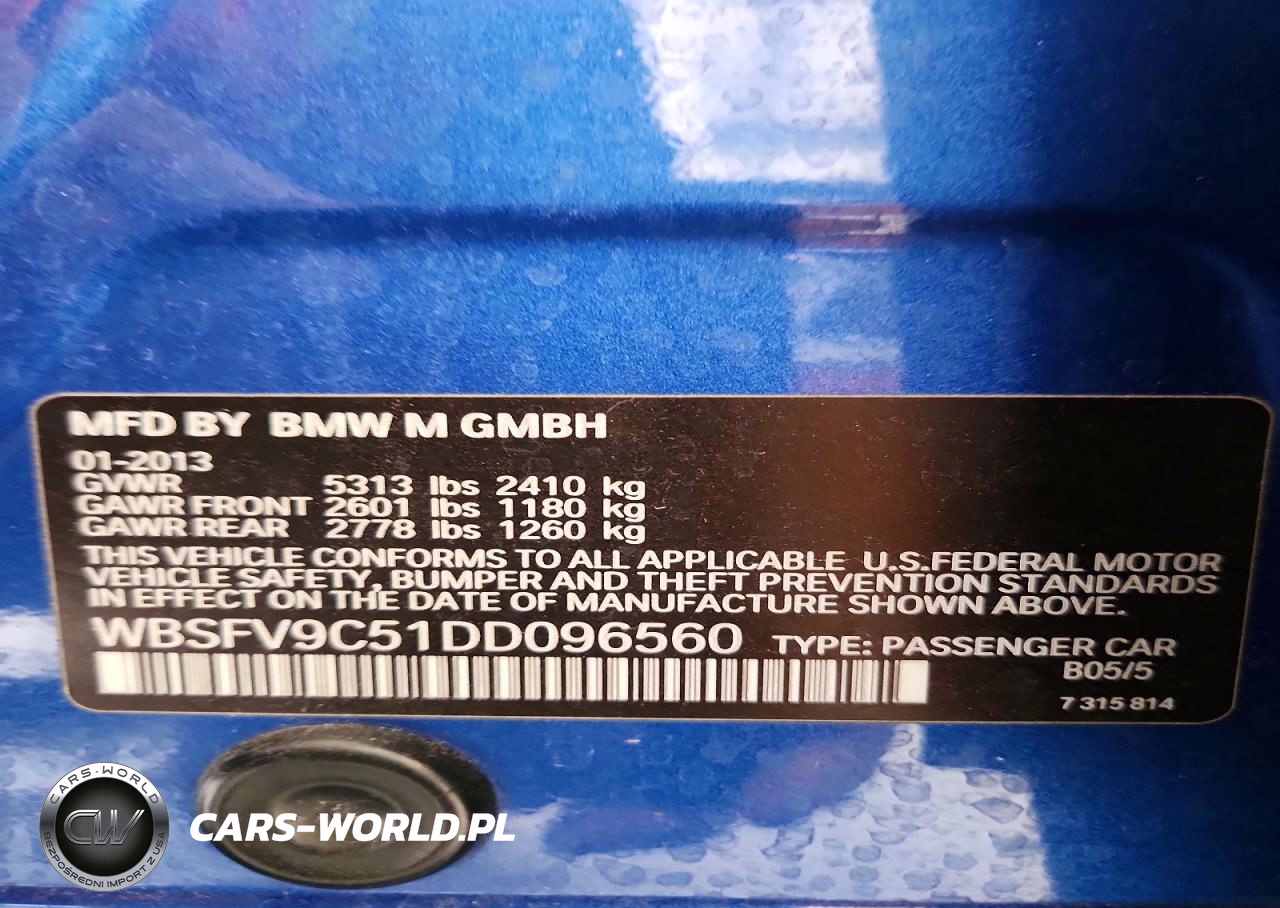 MFD BY BMW M GMBH
01-2013
GVWR 5313 lbs 2410 kg
GAWR FRONT 2601 lbs 1180 kg
GAWR REAR 2778 lbs 1260 kg
THIS VEHICLE CONFORMS TO ALL APPLICABLE U.S.FEDERAL MOTOR
VEHICLE SAFETY, BUMPER AND THEFT PREVENTION STANDARDS
IN EFFECT ON THE DATE OF MANUFACTURE SHOWN ABOVE.
WBSFV9C51DD096560 TYPE: PASSENGER CAR
B05/5
7 315 814
CARS-WORLD
CW
BEZPOŚREDNI IMPORT Z USA
CARS-WORLD.PL